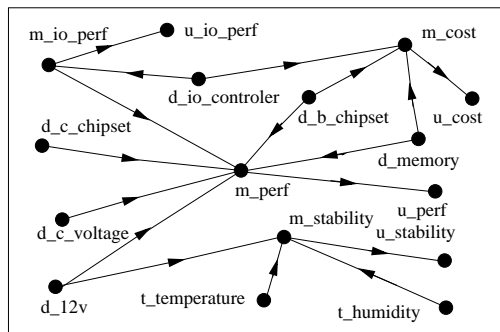 m_io_perf
u_io_perf
m_cost
d_io_controler
d_b_chipset
u_cost
d_c_chipset
d_memory
m_perf
u_perf
m_stability
u_stability
d_c_voltage
d_12v
t_temperature
t_humidity